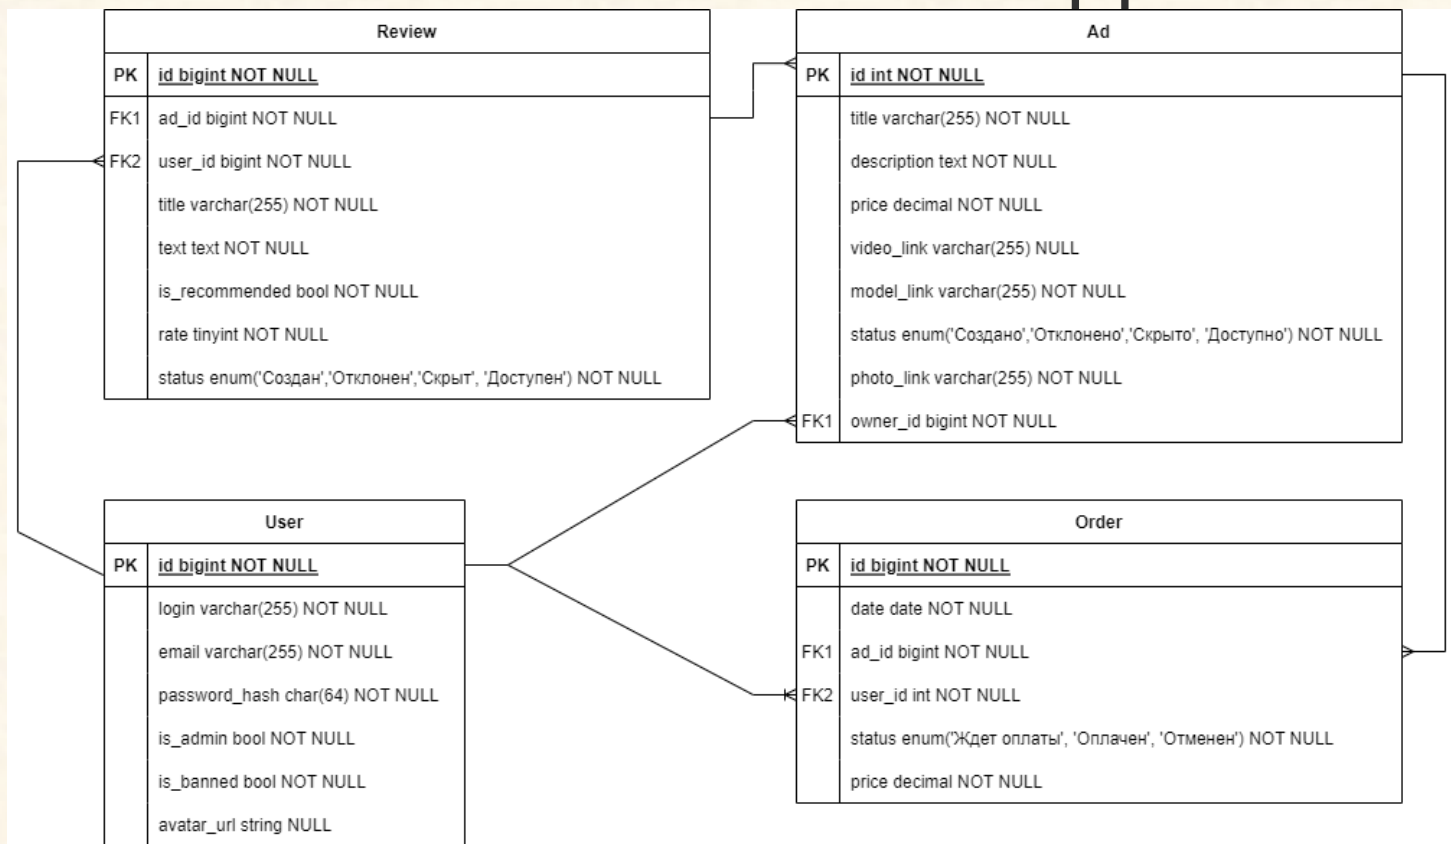 Review
PK id bigint NOT NULL
FK1 ad_id bigint NOT NULL
FK2 user_id bigint NOT NULL
title varchar(255) NOT NULL
text text NOT NULL
is_recommended bool NOT NULL
rate tinyint NOT NULL
status enum('Создан','Отклонен','Скрыт', 'Доступен') NOT NULL
Ad
PK id int NOT NULL
title varchar(255) NOT NULL
description text NOT NULL
price decimal NOT NULL
video_link varchar(255) NULL
model_link varchar(255) NOT NULL
status enum('Создано','Отклонено','Скрыто', 'Доступно') NOT NULL
photo_link varchar(255) NOT NULL
FK1 owner_id bigint NOT NULL
User
PK id bigint NOT NULL
login varchar(255) NOT NULL
email varchar(255) NOT NULL
password_hash char(64) NOT NULL
is_admin bool NOT NULL
is_banned bool NOT NULL
avatar_url string NULL
Order
PK id bigint NOT NULL
date date NOT NULL
FK1 ad_id bigint NOT NULL
FK2 user_id int NOT NULL
status enum('Ждет оплаты', 'Оплачен', 'Отменен') NOT NULL
price decimal NOT NULL